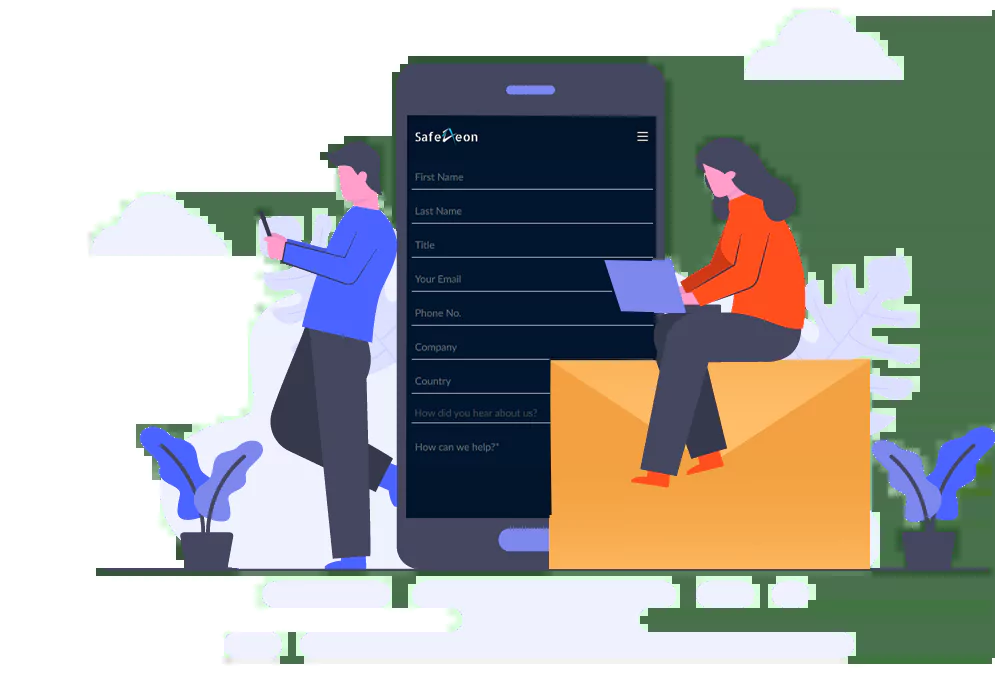 SafeAeon
First Name
Last Name
Title
Your Email
Phone No.
Company
Country
How did you hear about us?
How can we help?*